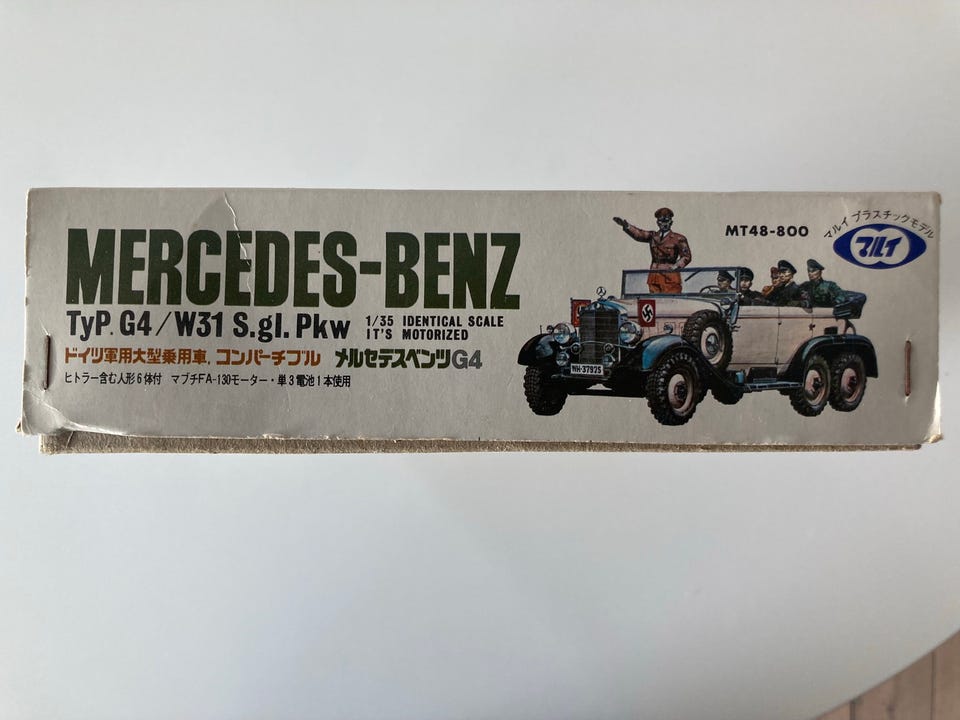 MERCEDES-BENZ
TyP. G4/W31 S.gl. Pkw
1/35 IDENTICAL SCALE
IT'S MOTORIZED
ドイツ軍用大型乗用車、コンバーチブル メルセデスベンツG4
ヒトラー含む人形6体付 マブチFA-130モーター・単3電池1本使用
MT48-800
マルイ プラスチックモデル
マルイ
WH-37925